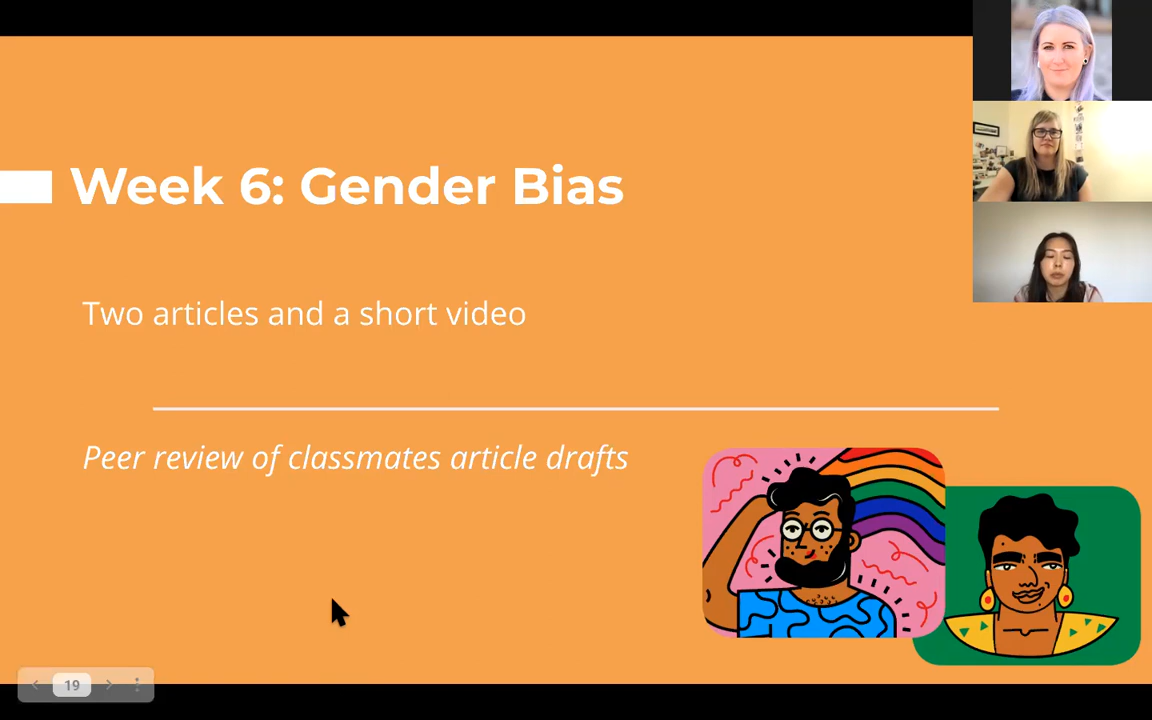 Week 6: Gender Bias
Two articles and a short video
Peer review of classmates article drafts
19